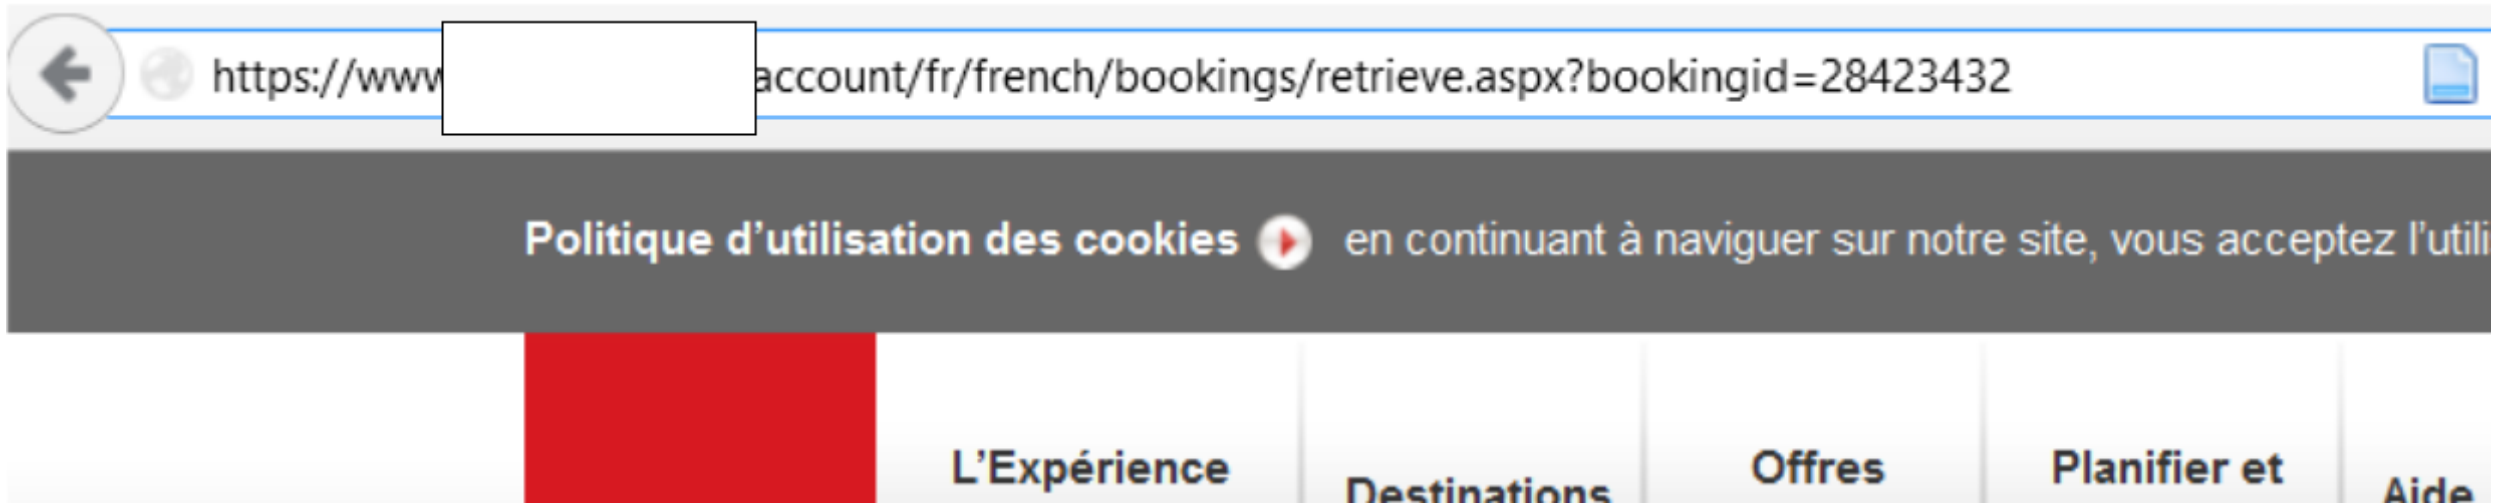 https://www account/fr/french/bookings/retrieve.aspx?bookingid=28423432
Politique d’utilisation des cookies en continuant à naviguer sur notre site, vous acceptez l’utili
L’Expérience Destinations Offres Planifier et Aide